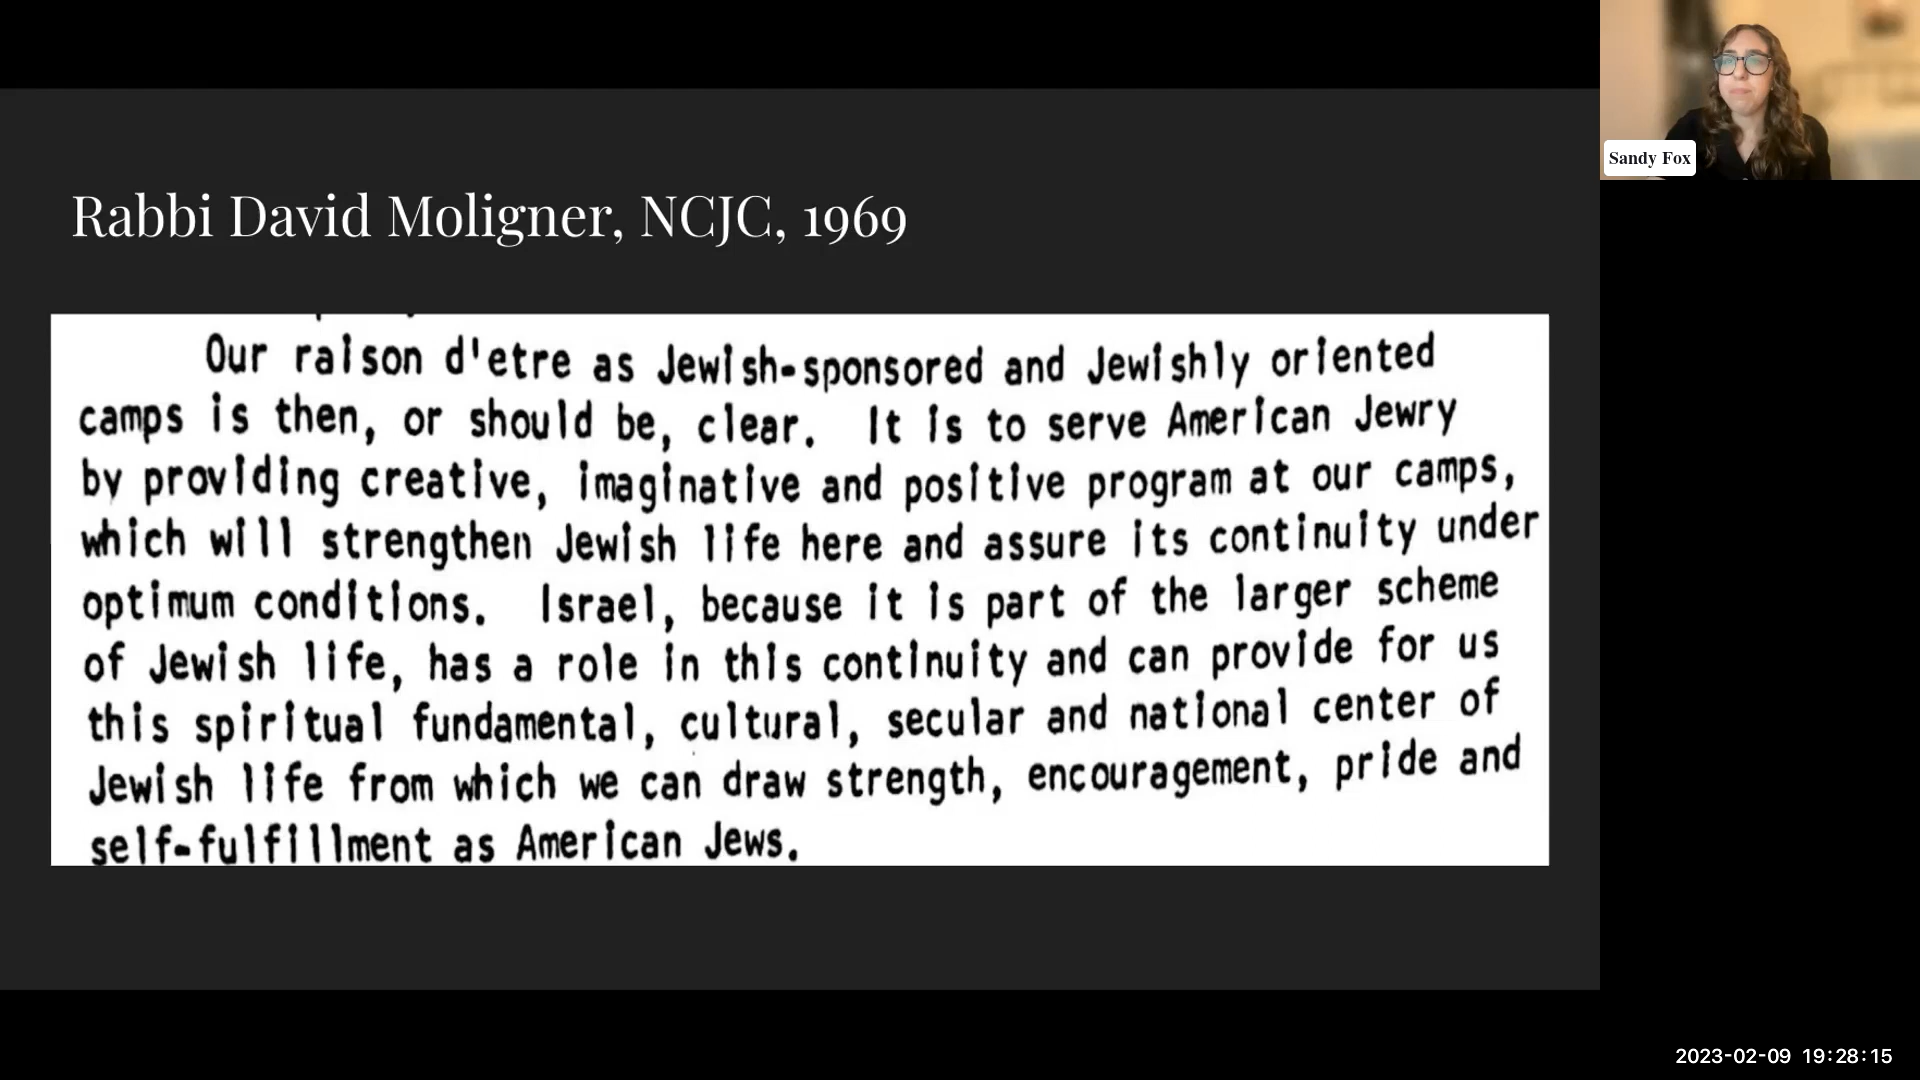 Rabbi David Moligner, NCJC, 1969
Our raison d'etre as Jewish-sponsored and Jewishly oriented
camps is then, or should be, clear. It is to serve American Jewry
by providing creative, imaginative and positive program at our camps,
which will strengthen Jewish life here and assure its continuity under
optimum conditions. Israel, because it is part of the larger scheme
of Jewish life, has a role in this continuity and can provide for us
this spiritual fundamental, cultural, secular and national center of
Jewish life from which we can draw strength, encouragement, pride and
self-fulfillment as American Jews.
Sandy Fox
2023-02-09 19:28:15